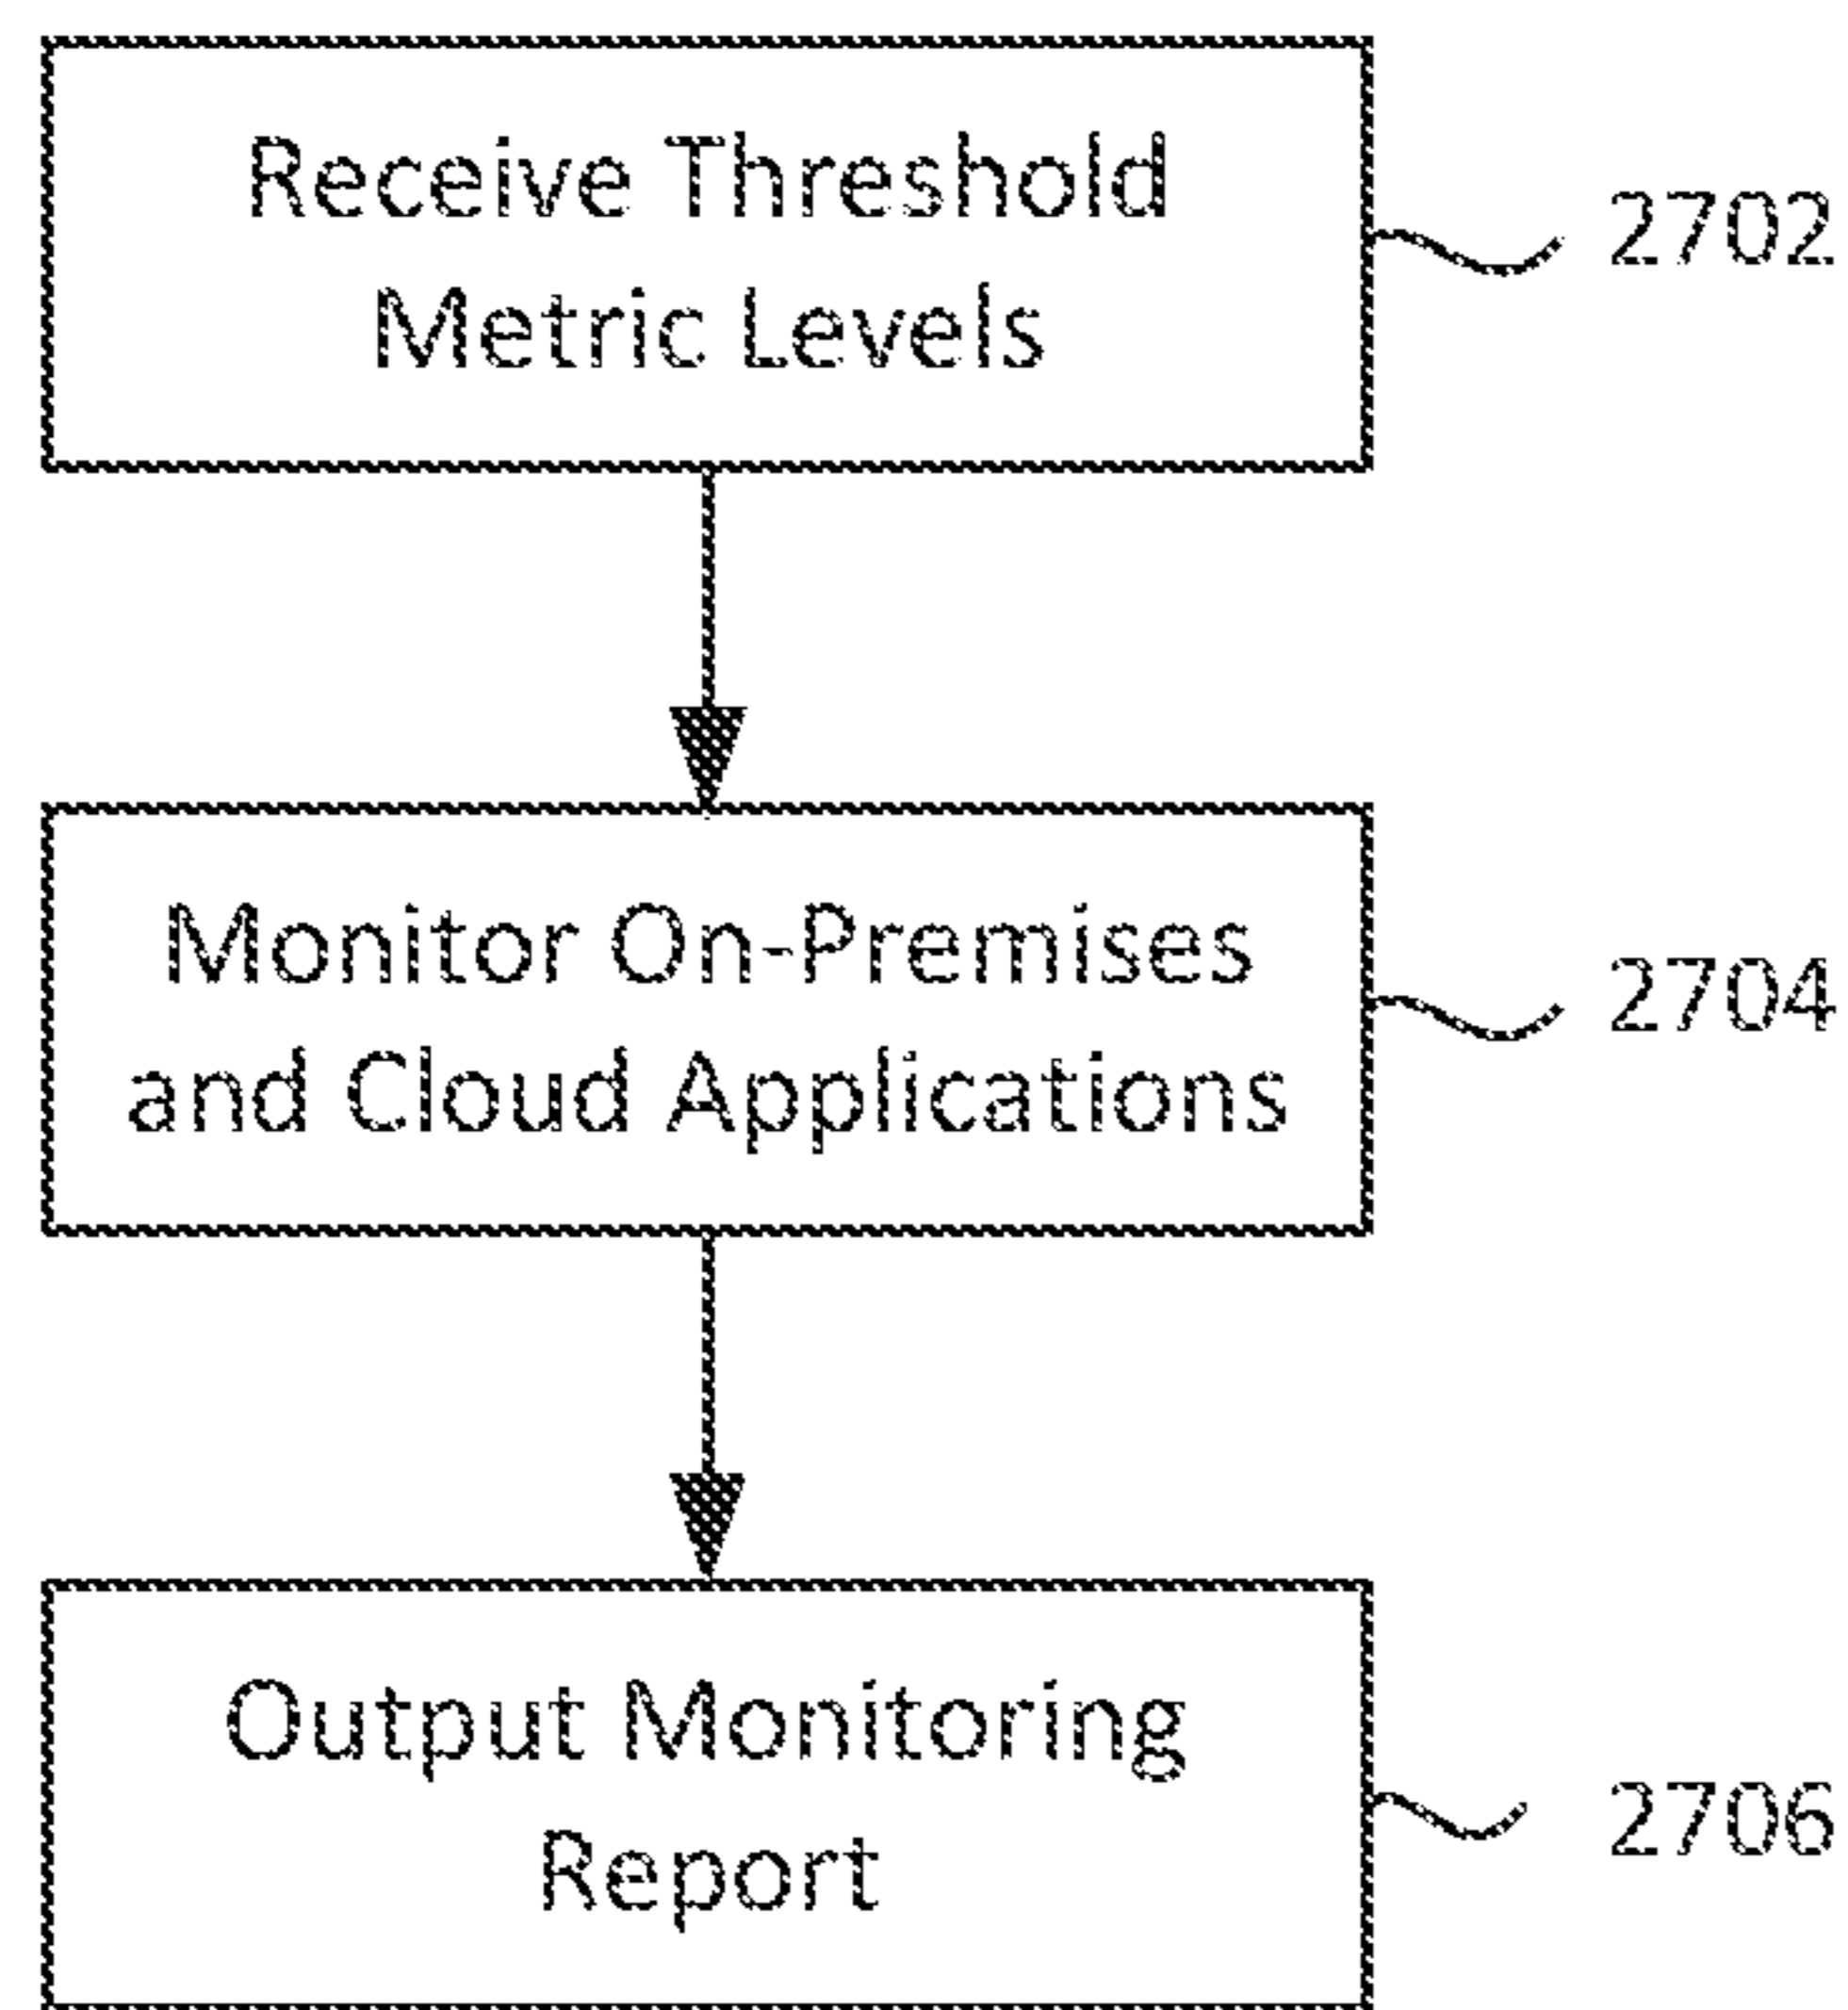 Receive Threshold
Metric Levels
2702
Monitor On-Premises
and Cloud Applications
2704
Output Monitoring
Report
2706